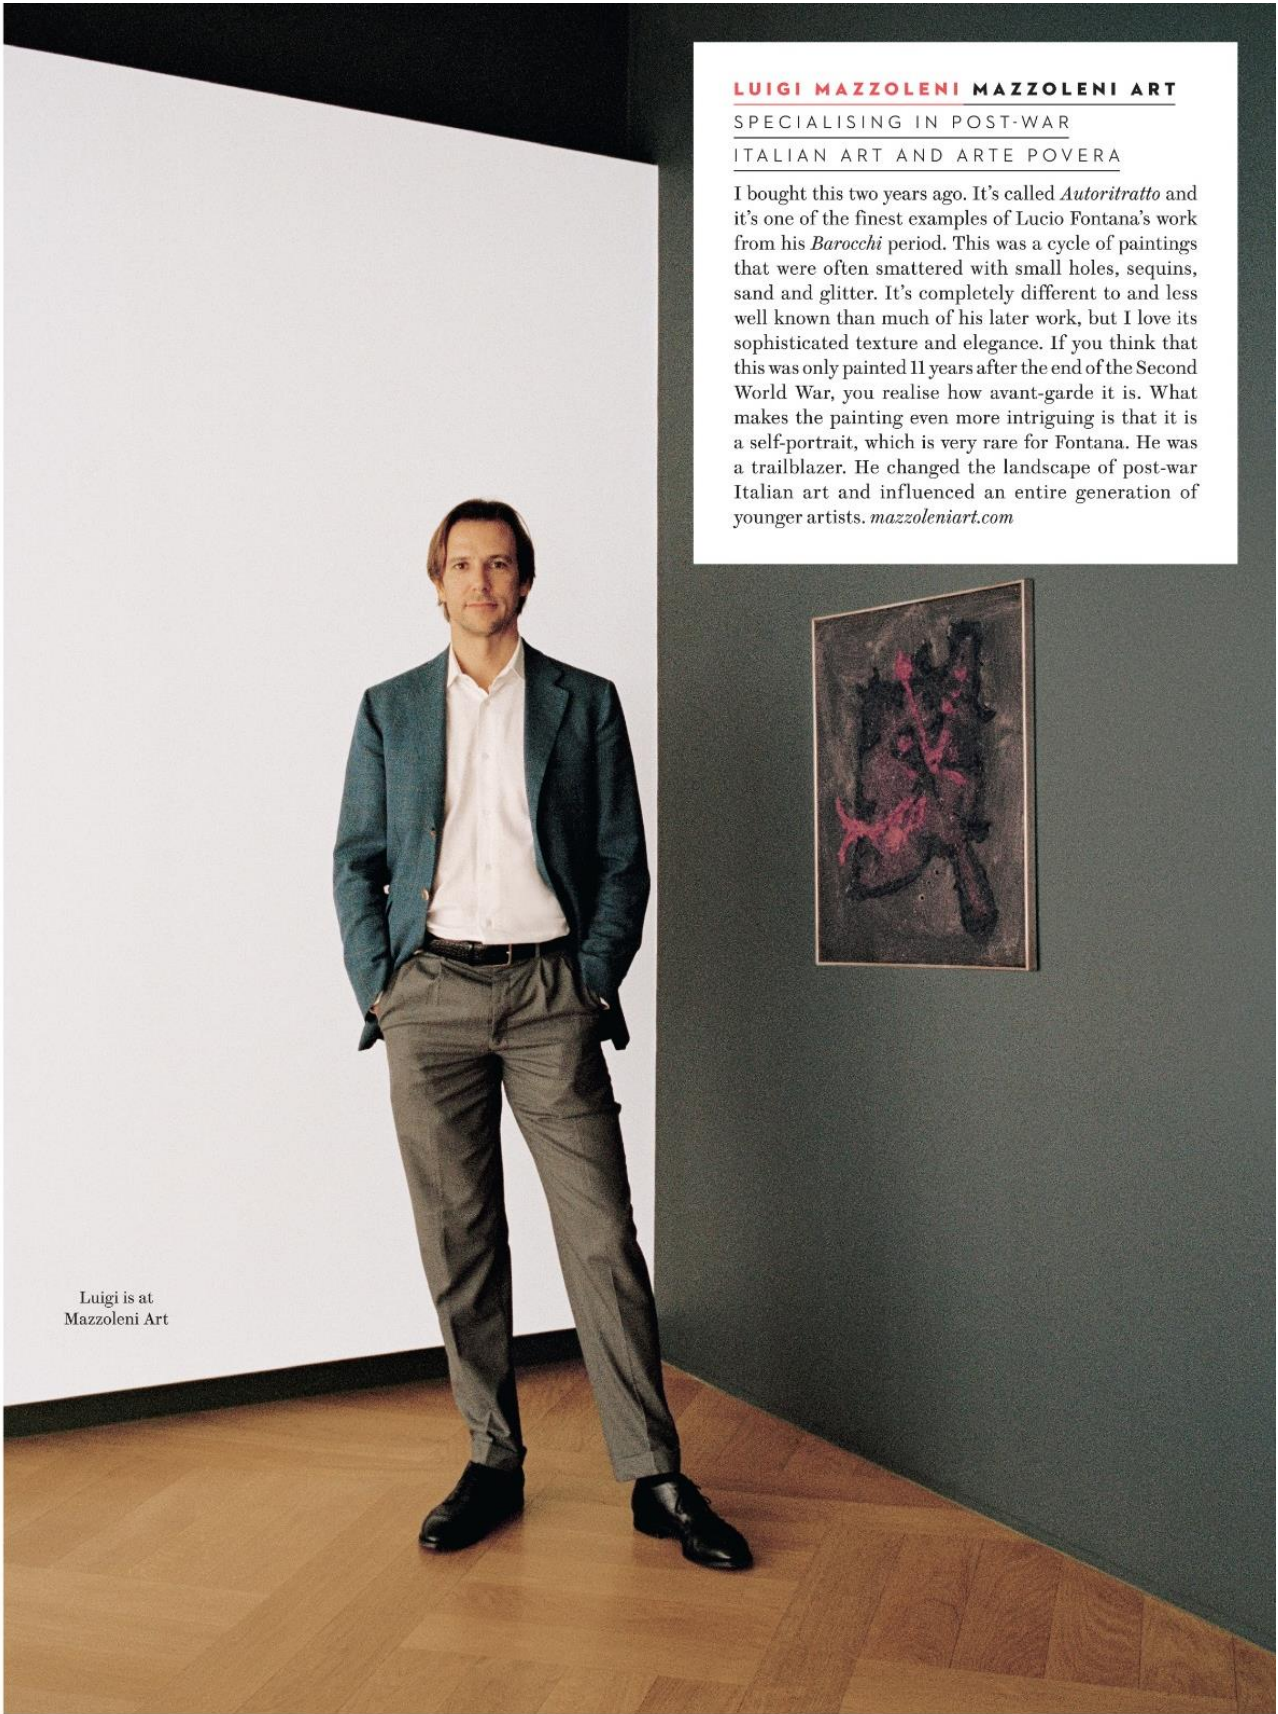 LUIGI MAZZOLENI MAZZOLENI ART
SPECIALISING IN POST-WAR
ITALIAN ART AND ARTE POVERA
I bought this two years ago. It's called Autoritratto and
it's one of the finest examples of Lucio Fontana's work
from his Barocchi period. This was a cycle of paintings
that were often smattered with small holes, sequins,
sand and glitter. It's completely different to and less
well known than much of his later work, but I love its
sophisticated texture and elegance. If you think that
this was only painted 11 years after the end of the Second
World War, you realise how avant-garde it is. What
makes the painting even more intriguing is that it is
a self-portrait, which is very rare for Fontana. He was
a trailblazer. He changed the landscape of post-war
Italian art and influenced an entire generation of
younger artists. mazzoleniart.com
Luigi is at
Mazzoleni Art